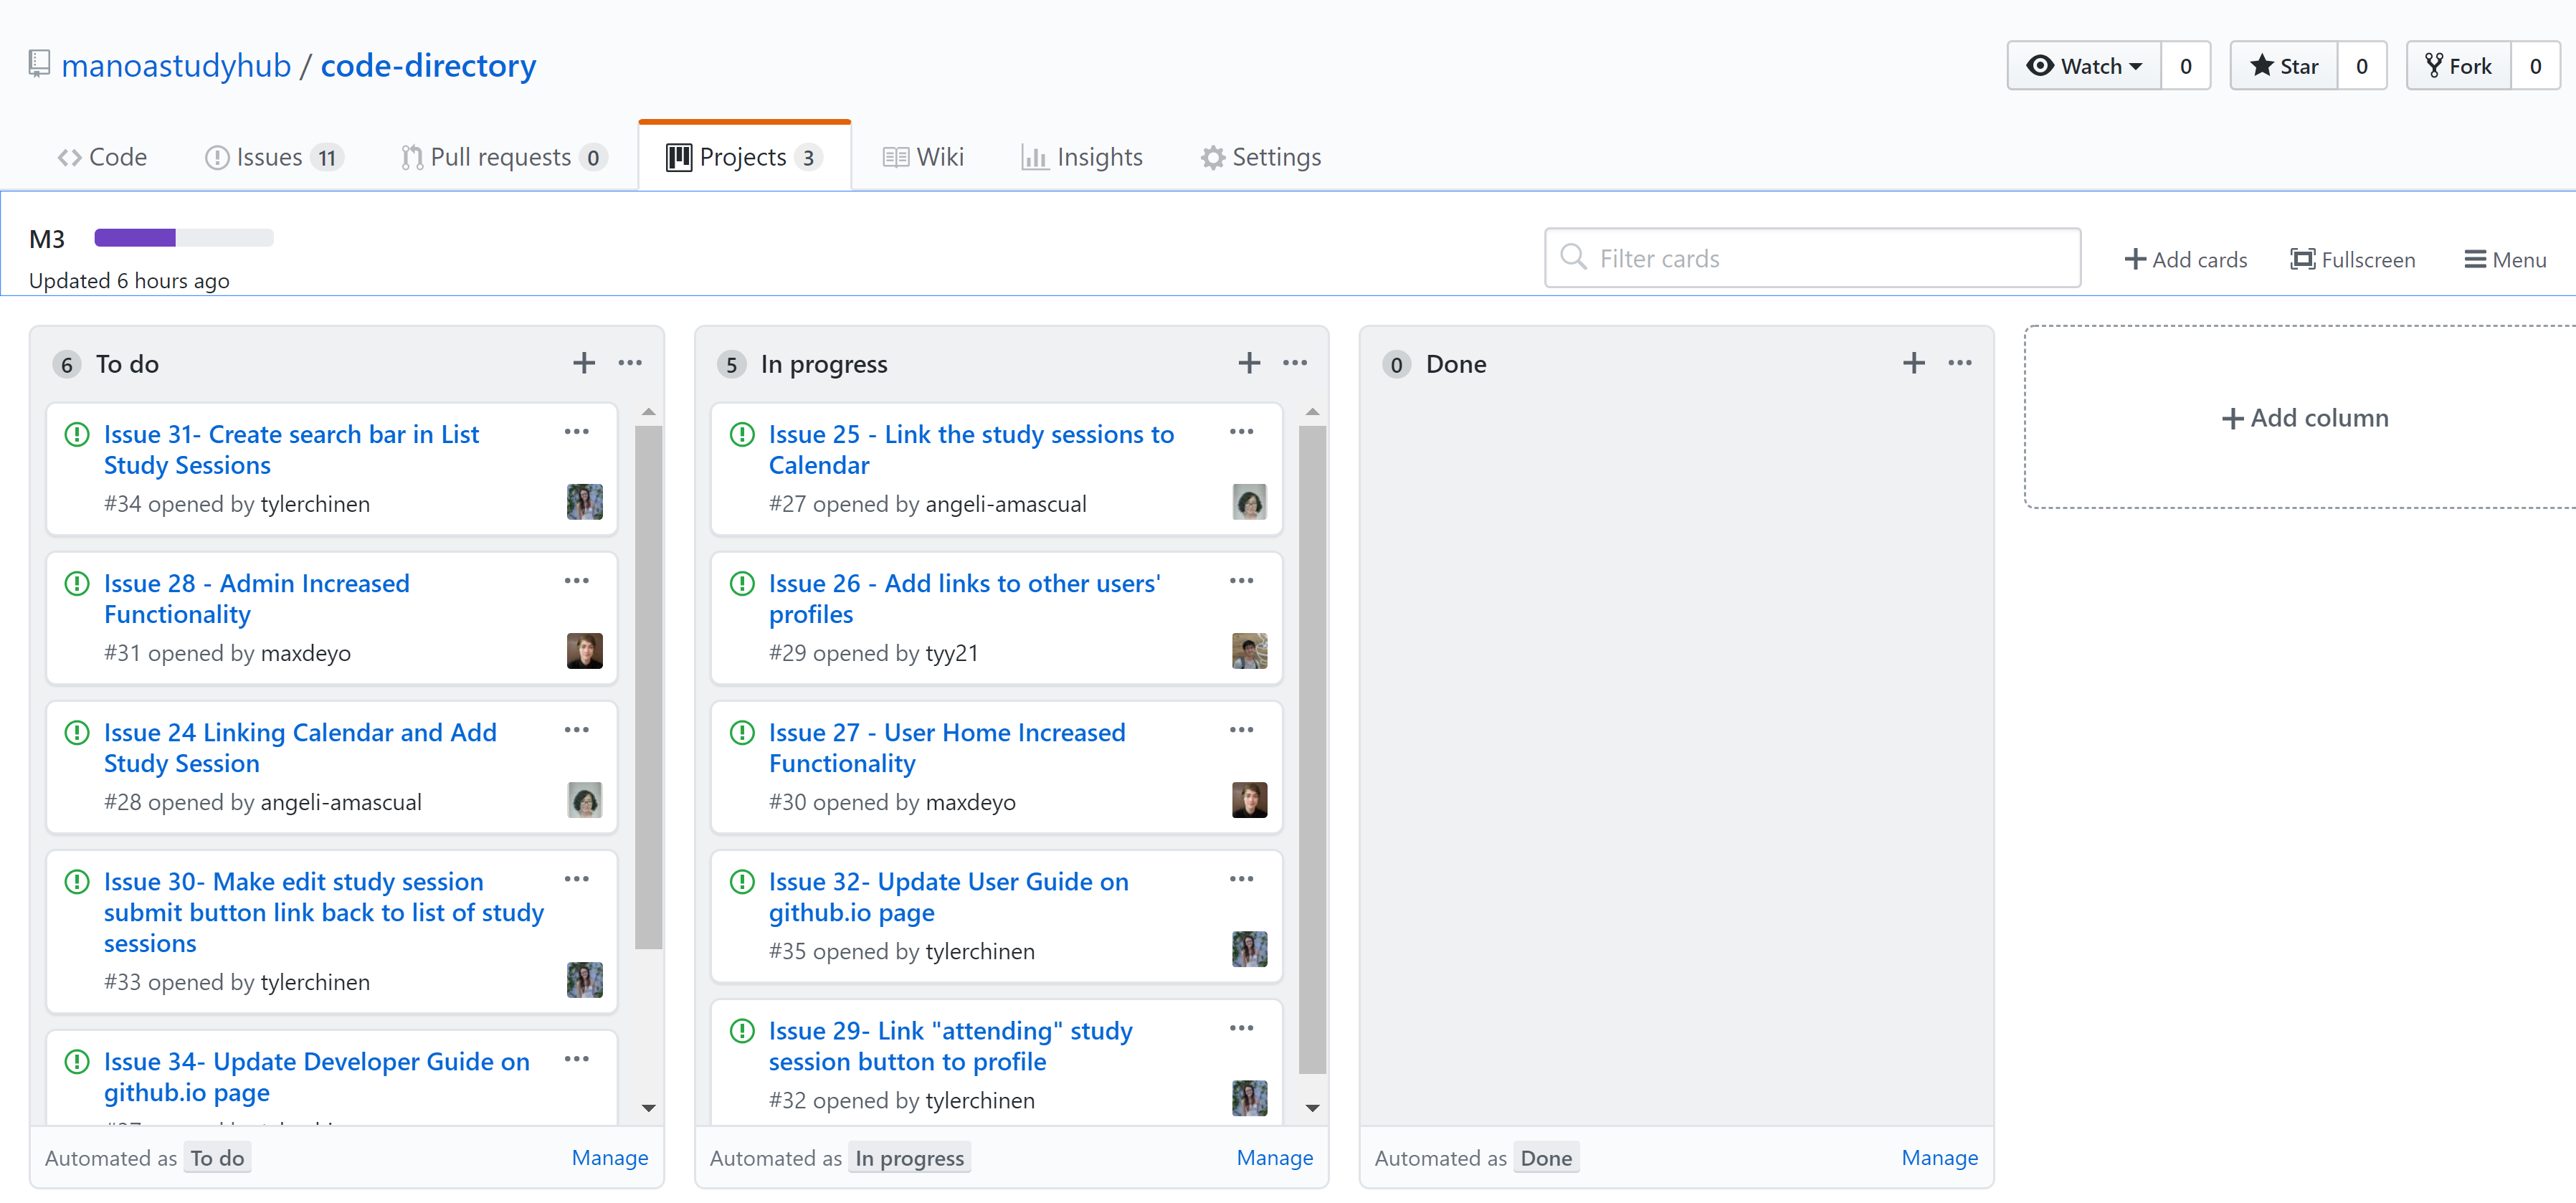 manoastudyhub / code-directory
Watch 0
Star 0
Fork 0
Code
Issues 11
Pull requests 0
Projects 3
Wiki
Insights
Settings
M3
Updated 6 hours ago
Filter cards
Add cards
Fullscreen
Menu
6 To do
Issue 31- Create search bar in List
Study Sessions
#34 opened by tylerchinen
Issue 28 - Admin Increased
Functionality
#31 opened by maxdeyo
Issue 24 Linking Calendar and Add
Study Session
#28 opened by angeli-amascual
Issue 30- Make edit study session
submit button link back to list of study
sessions
#33 opened by tylerchinen
Issue 34- Update Developer Guide on
github.io page
Automated as To do
Manage
5 In progress
Issue 25 - Link the study sessions to
Calendar
#27 opened by angeli-amascual
Issue 26 - Add links to other users'
profiles
#29 opened by tyy21
Issue 27 - User Home Increased
Functionality
#30 opened by maxdeyo
Issue 32- Update User Guide on
github.io page
#35 opened by tylerchinen
Issue 29- Link "attending" study
session button to profile
#32 opened by tylerchinen
Automated as In progress
Manage
0 Done
Automated as Done
Manage
Add column